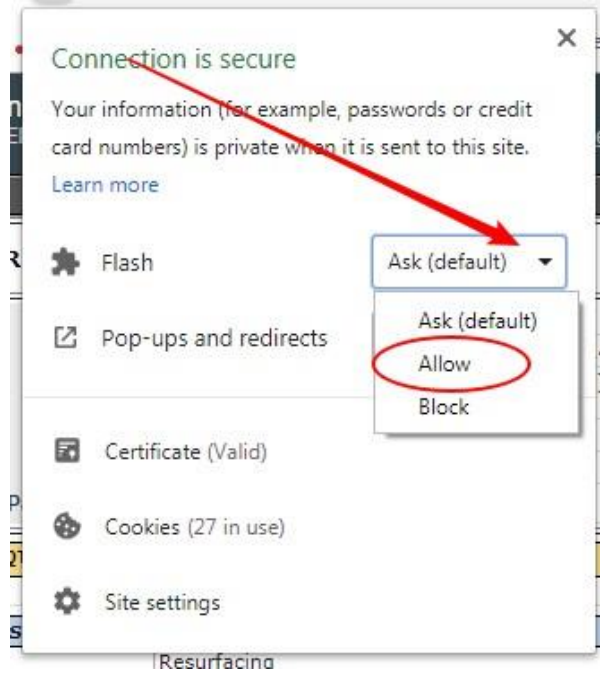 Connection is secure
Your information (for example, passwords or credit
card numbers) is private when it is sent to this site.
Learn more
Flash
Ask (default)
Ask (default)
Pop-ups and redirects
Allow
Block
Certificate (Valid)
Cookies (27 in use)
Site settings
Resurfacing